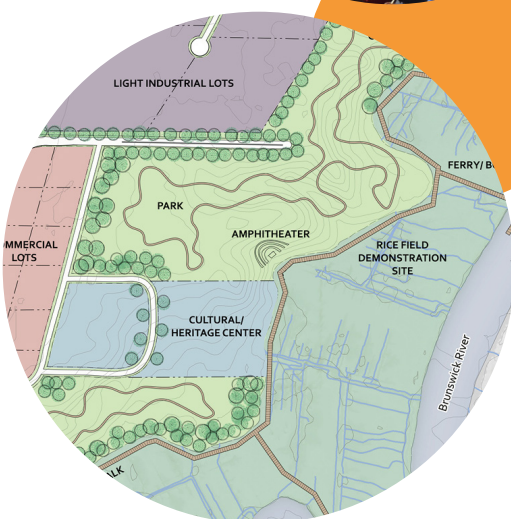 LIGHT INDUSTRIAL LOTS
FERRY/
PARK
AMPHITHEATER
RICE FIELD
DEMONSTRATION
SITE
MMERCIAL
LOTS
CULTURAL/
HERITAGE CENTER
Brunswick River
ALK